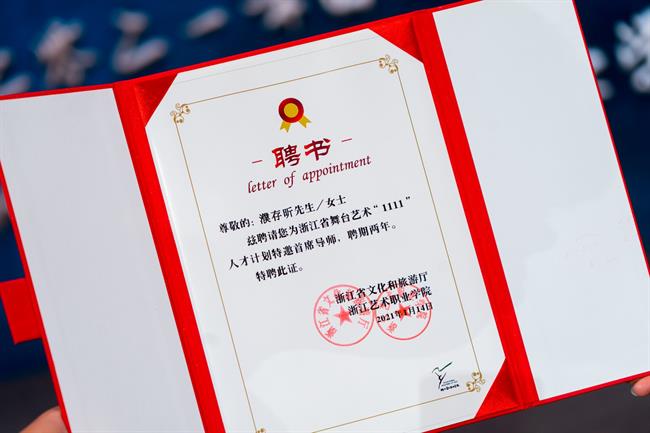 - 聘书 -
letter of appointment
尊敬的：濮存昕先生／女士
兹聘请您为浙江省舞台艺术“1111”
人才计划特邀首席导师，聘期两年。
特聘此证。
浙江省文化和旅游厅
浙江艺术职业学院
2021年1月14日